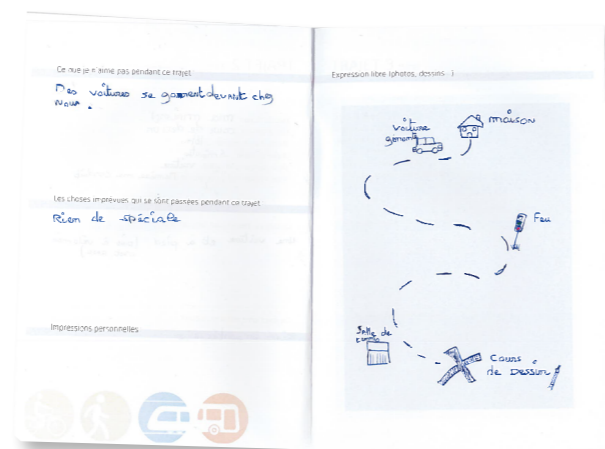 Ce que je n'aime pas pendant ce trajet
Des voitures se garent devant chez
nous.
Les choses imprévues qui se sont passées pendant ce trajet
Rien de spéciale
Impressions personnelles
Expression libre (photos, dessins...)
maison
voiture
Feu
Salle de
Cours
de Dessin